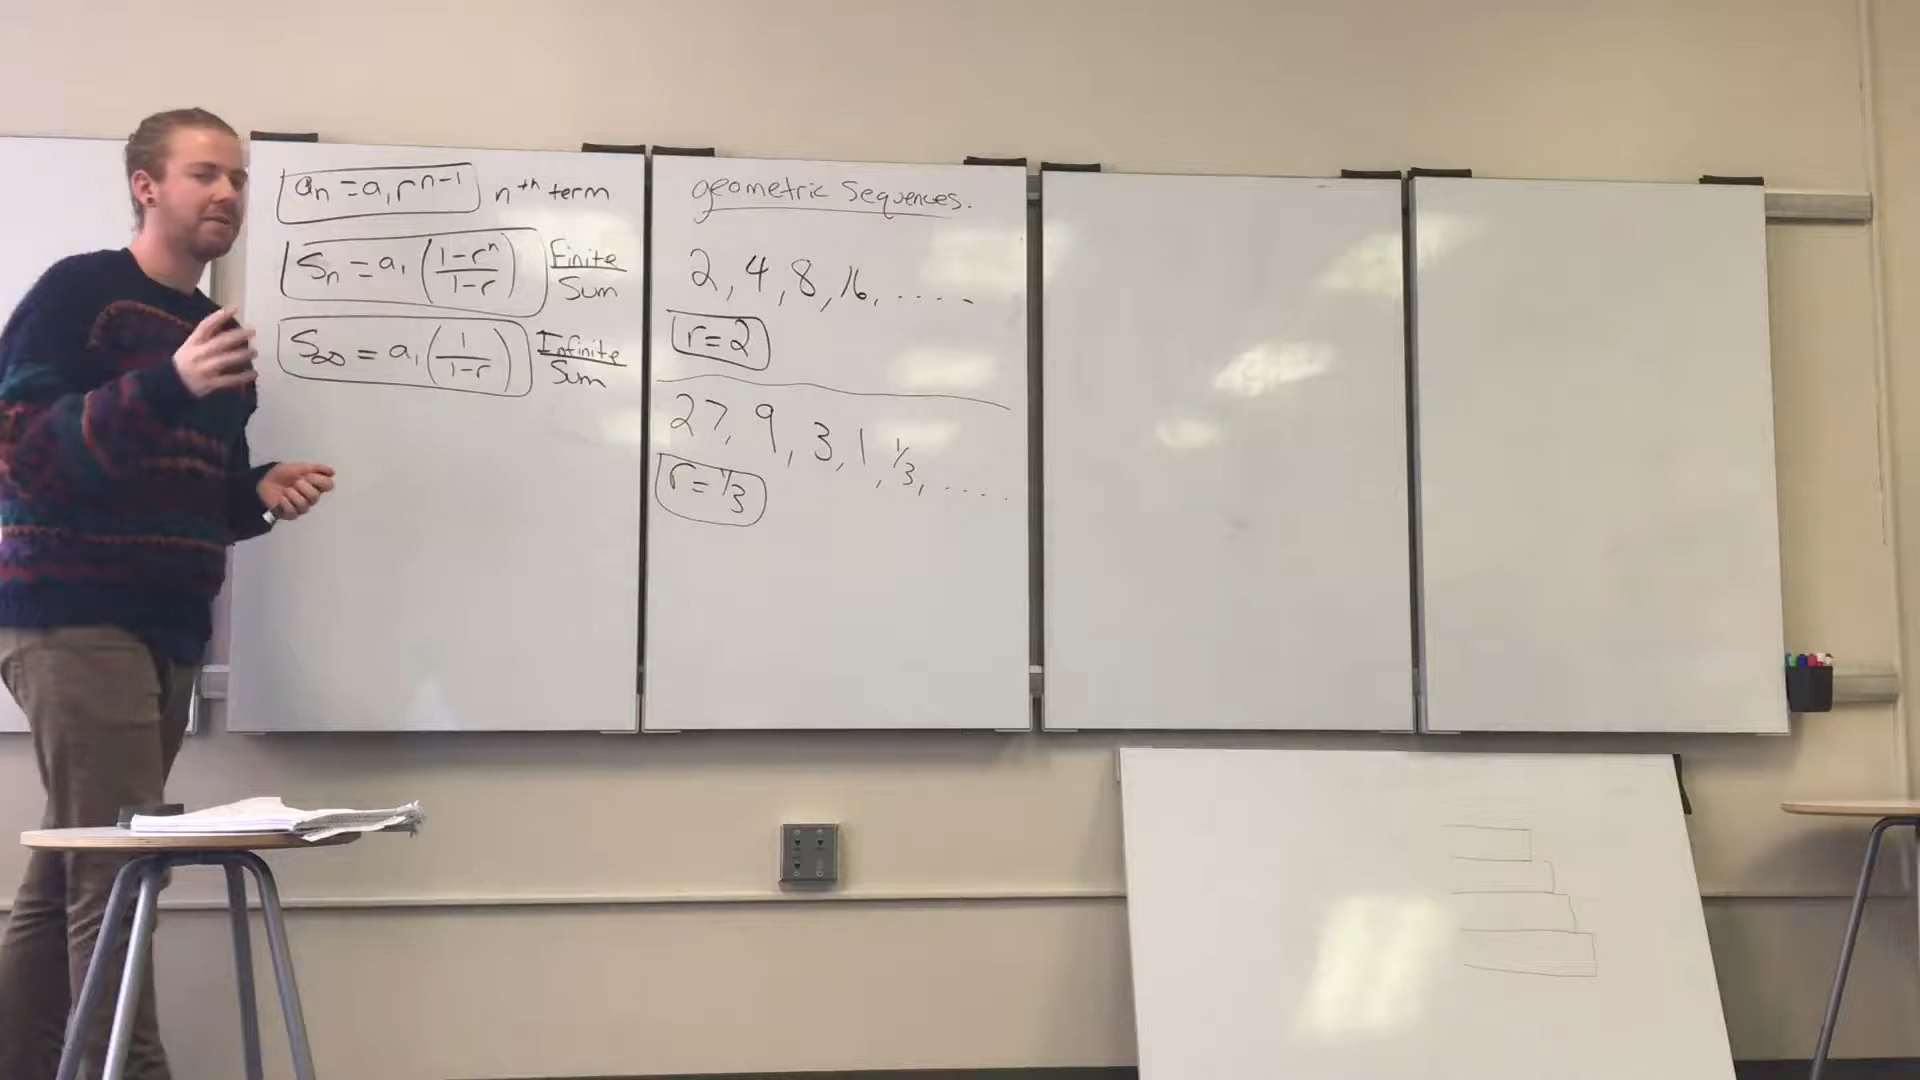 aₙ = a₁rⁿ⁻¹ nᵗʰ term
Sₙ = a₁ (1-rⁿ / 1-r) Finite Sum
S∞ = a₁ (1 / 1-r) Infinite Sum
geometric Sequences.
2, 4, 8, 16, .....
r=2
27, 9, 3, 1, 1/3, .....
r=1/3